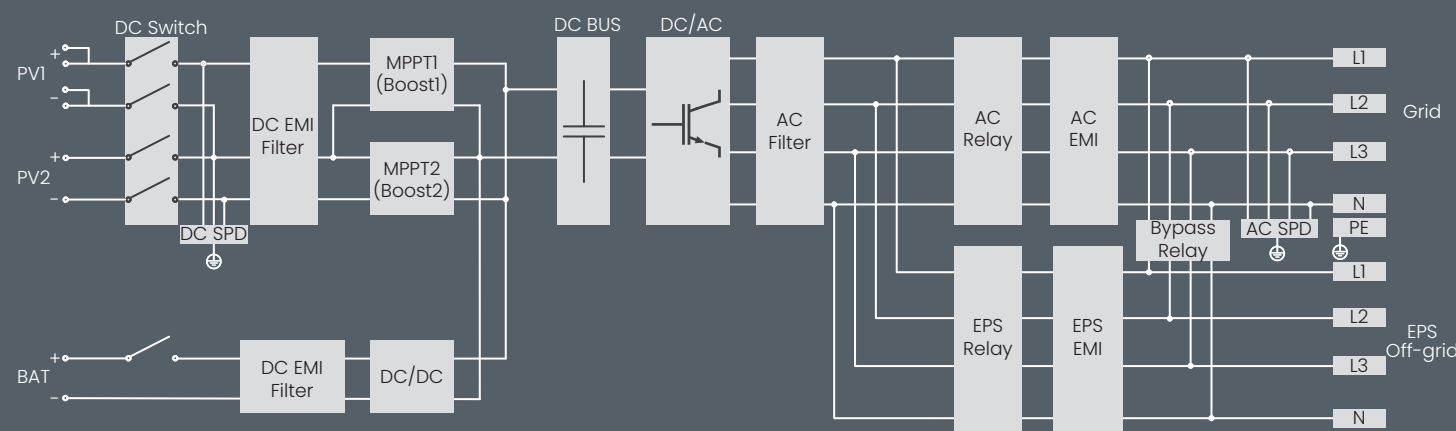 DC Switch
DC BUS
DC/AC
PV1
+
−
PV2
+
−
DC EMI
Filter
MPPT1
(Boost1)
MPPT2
(Boost2)
DC SPD
AC
Filter
AC
Relay
AC
EMI
L1
L2
L3
N
PE
Grid
Bypass
Relay
AC SPD
EPS
Relay
EPS
EMI
L1
L2
L3
N
EPS
Off-grid
BAT
+
−
DC EMI
Filter
DC/DC